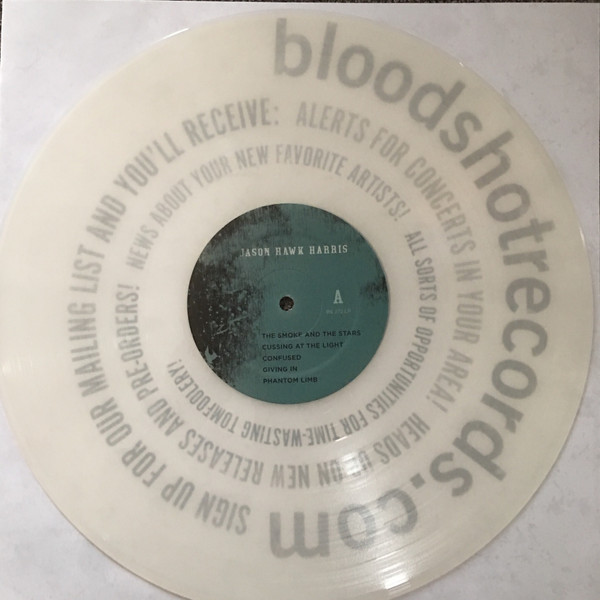 bloodshotrecords.com
SIGN UP FOR OUR MAILING LIST AND YOU'LL RECEIVE: ALERTS FOR CONCERTS IN YOUR AREA! HEADS UP ON NEW RELEASES AND PRE-ORDERS! NEWS ABOUT YOUR NEW FAVORITE ARTISTS! ALL SORTS OF OPPORTUNITIES FOR TIME-WASTING TOMFOOLERY!
JASON HAWK HARRIS
A
THE SMOKE AND THE STARS
CUSSING AT THE LIGHT
CONFUSED
GIVING IN
PHANTOM LIMB